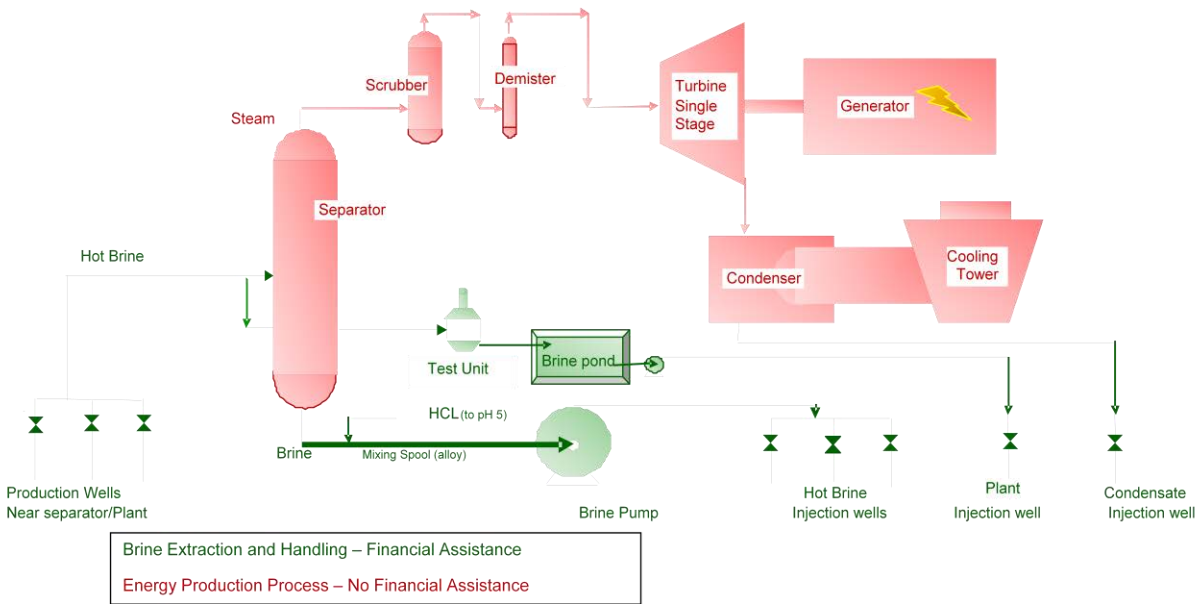 Scrubber
Demister
Turbine
Single
Stage
Generator
Steam
Separator
Hot Brine
Condenser
Cooling
Tower
Test Unit
Brine pond
HCL (to pH 5)
Brine
Mixing Spool (alloy)
Production Wells
Near separator/Plant
Brine Pump
Hot Brine
Injection wells
Plant
Injection well
Condensate
Injection well
Brine Extraction and Handling – Financial Assistance
Energy Production Process – No Financial Assistance